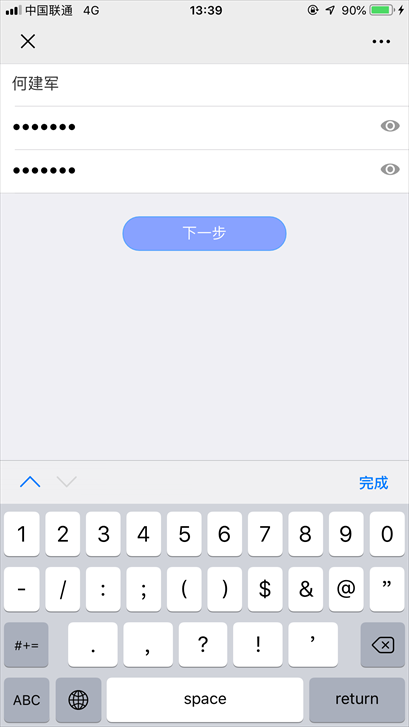 中国联通 4G 13:39 90%
何建军
•••••••
•••••••
下一步
完成
1 2 3 4 5 6 7 8 9 0
- / : ; ( ) $ & @ ”
#+= . , ? ! ’
ABC space return